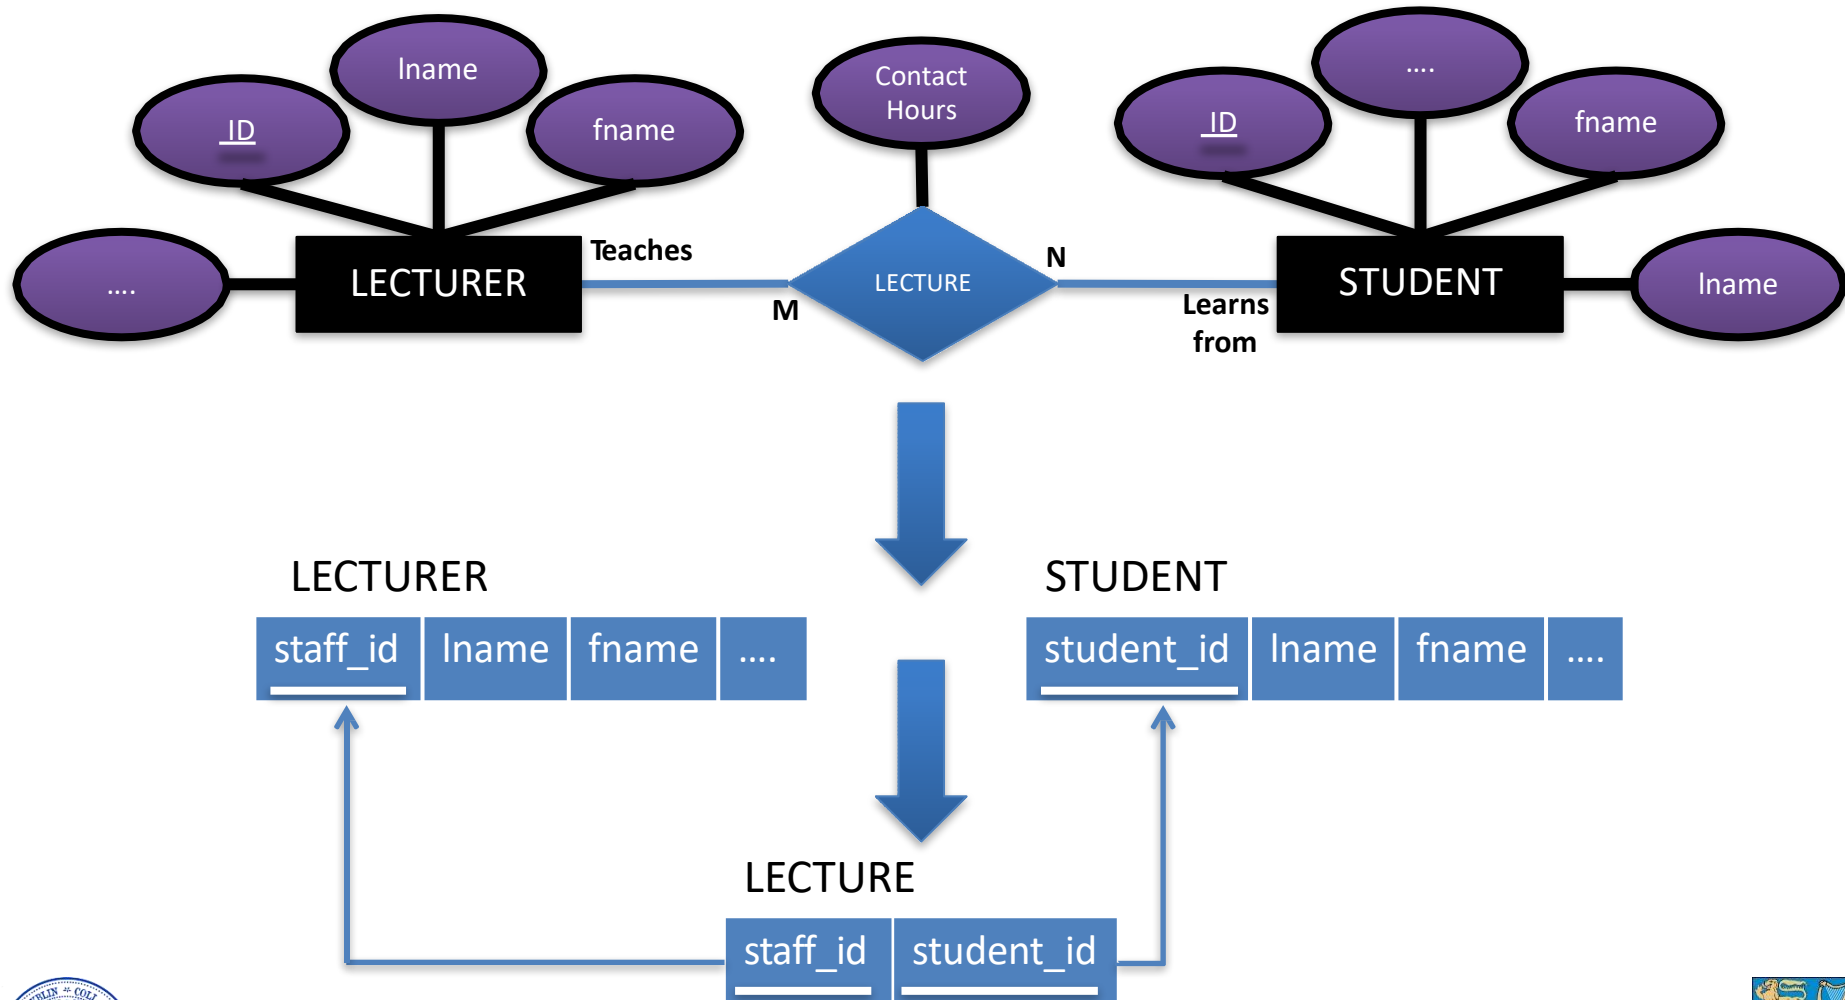 lname
....
ID
fname
Contact
Hours
ID
fname
....
LECTURER
Teaches
M
LECTURE
N
Learns
from
STUDENT
lname
LECTURER
STUDENT
staff_id lname fname ....
student_id lname fname ....
LECTURE
staff_id student_id